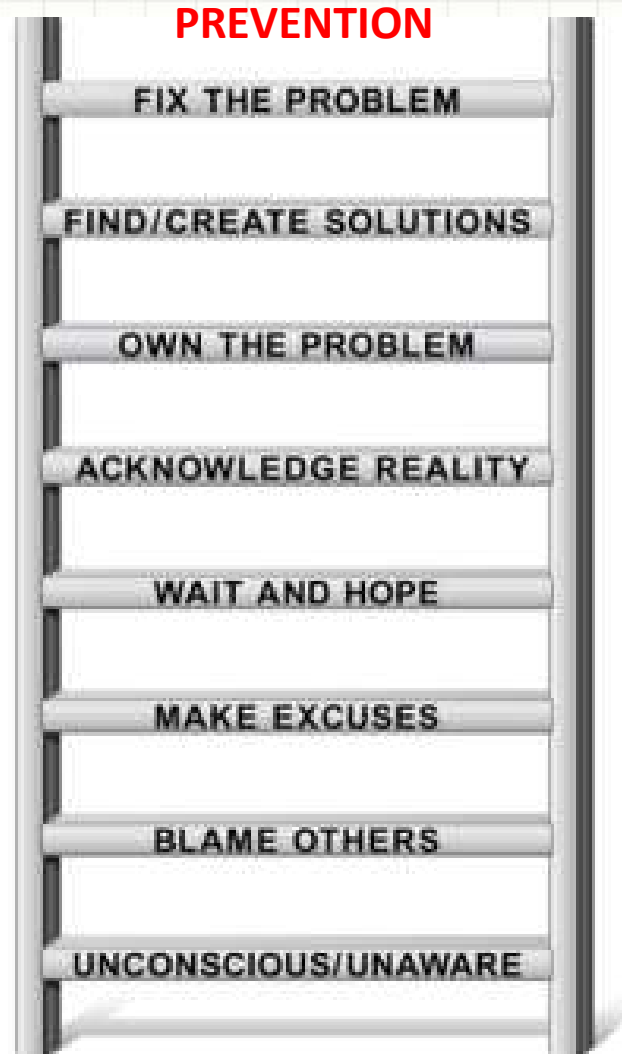 PREVENTION
FIX THE PROBLEM
FIND/CREATE SOLUTIONS
OWN THE PROBLEM
ACKNOWLEDGE REALITY
WAIT AND HOPE
MAKE EXCUSES
BLAME OTHERS
UNCONSCIOUS/UNAWARE